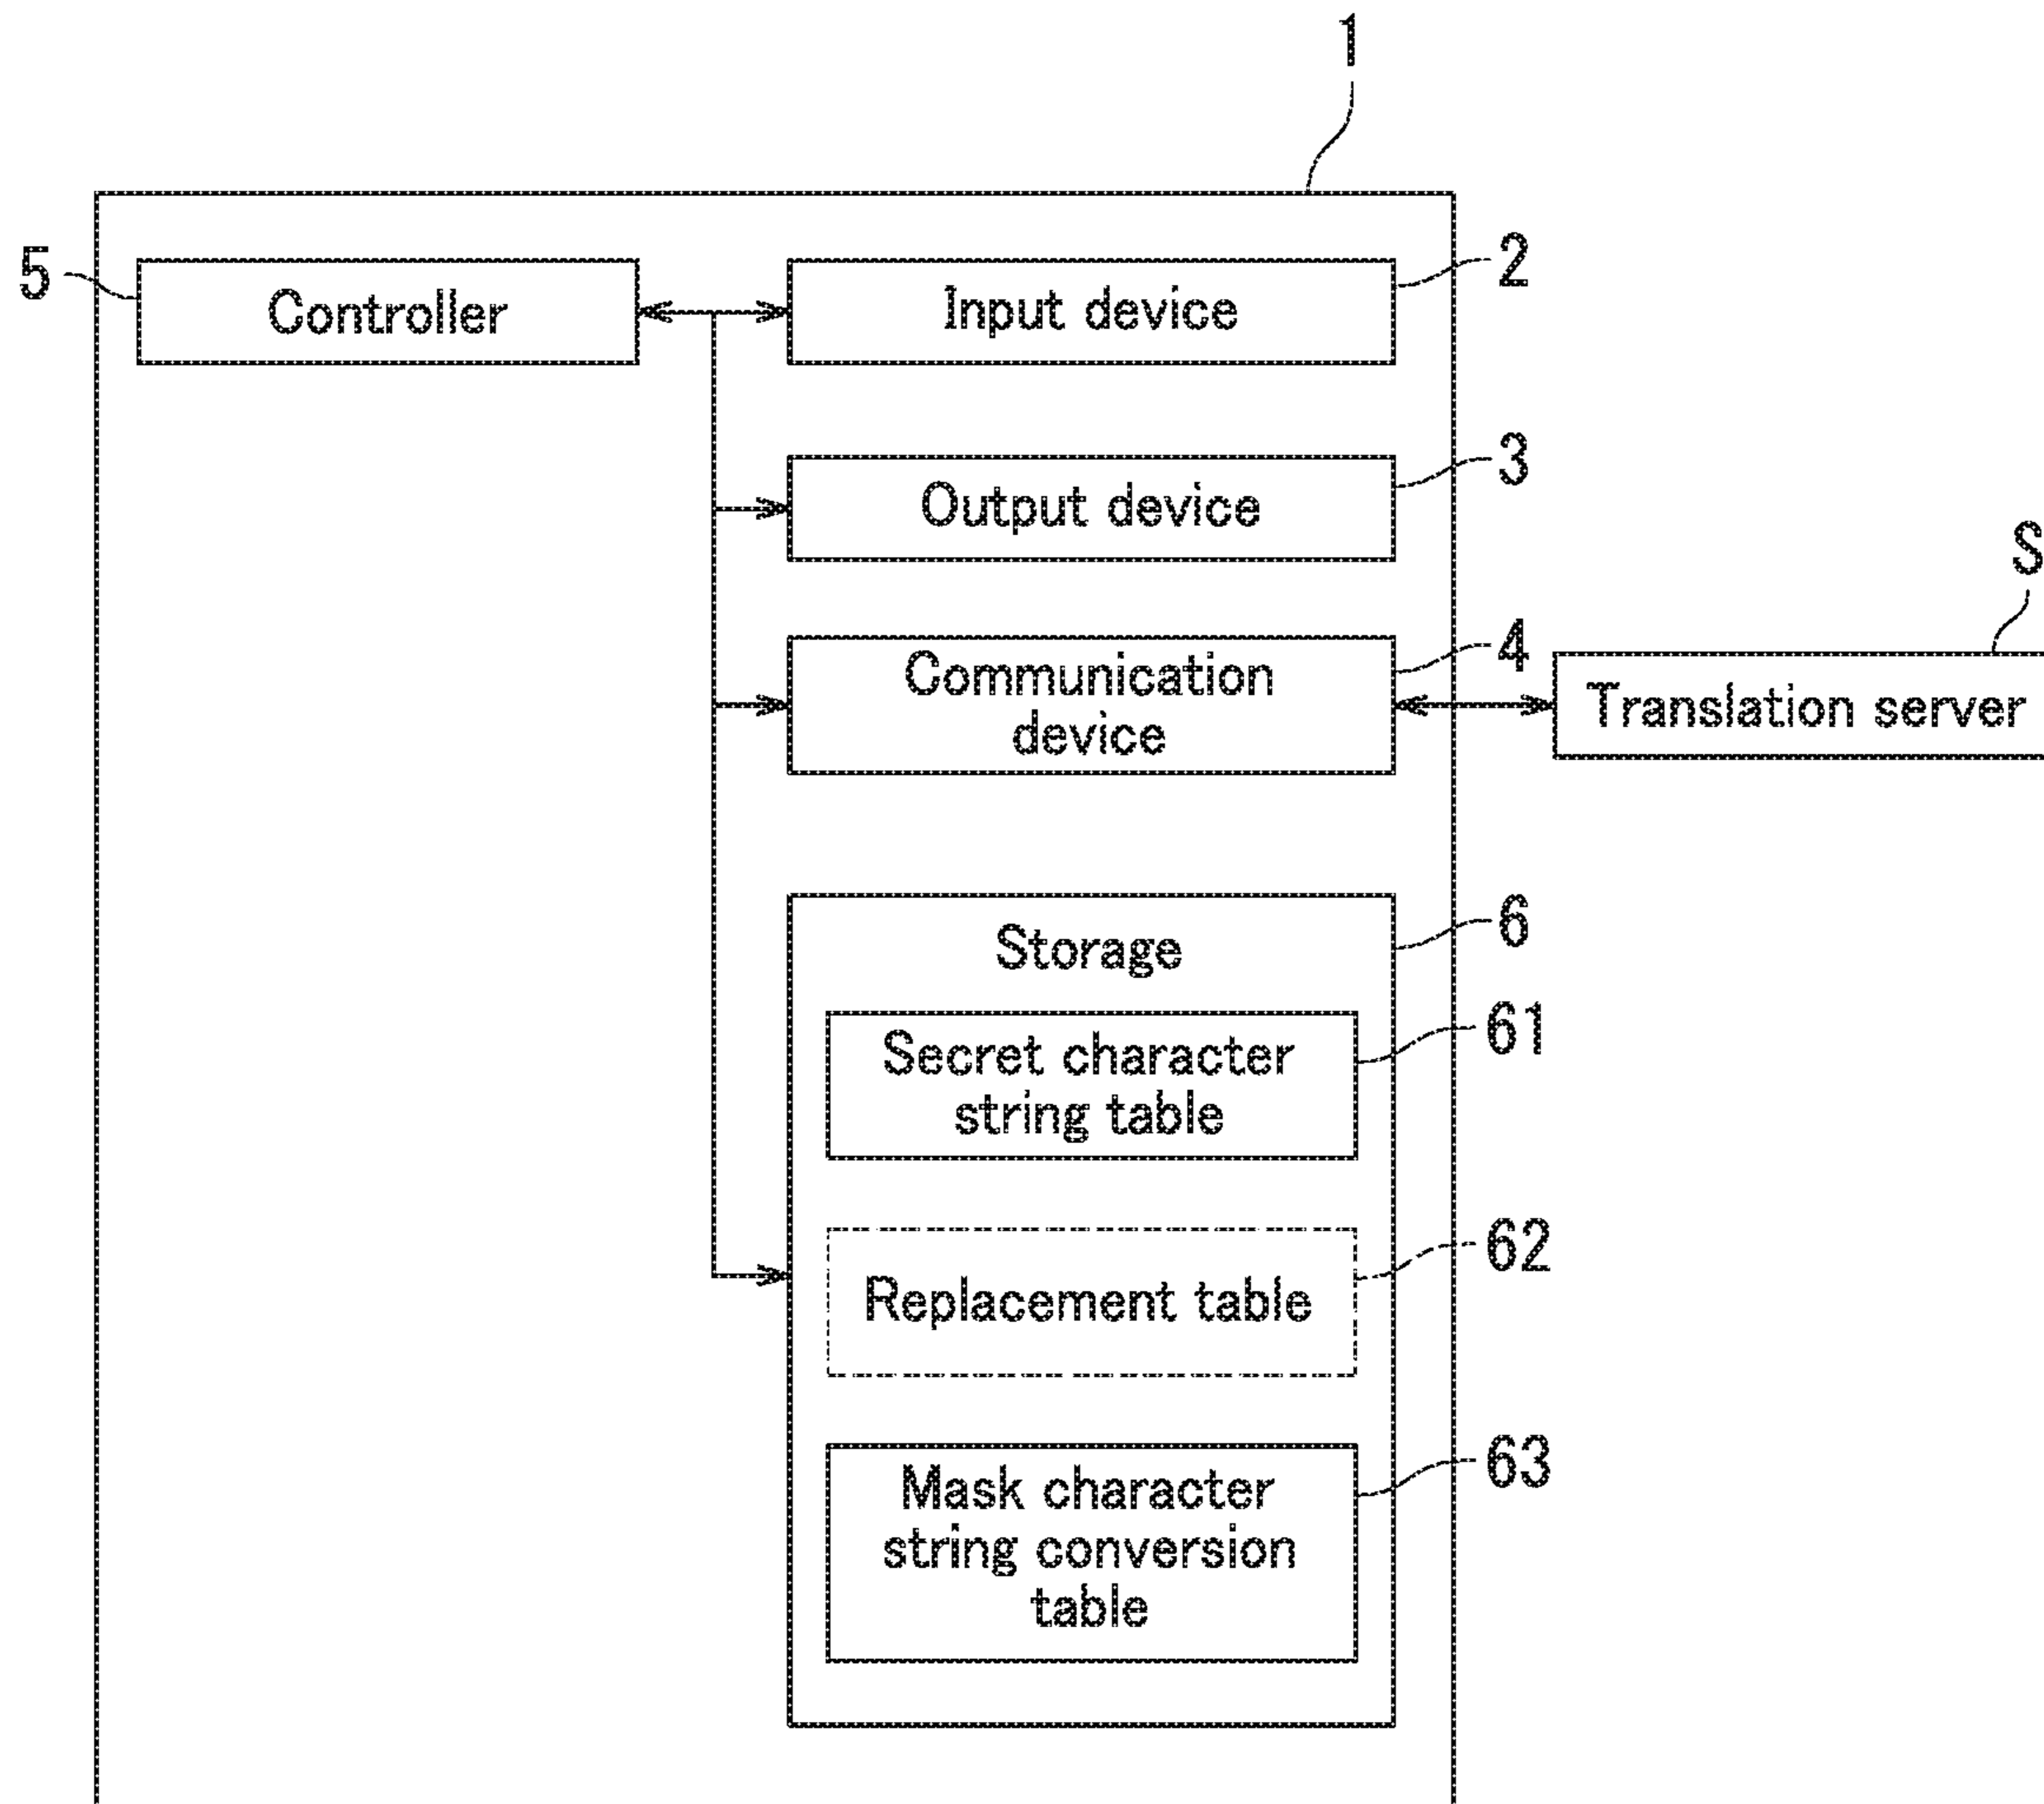 1
5
Controller
Input device
2
Output device
3
Communication
device
4
S
Translation server
Storage
6
Secret character
string table
61
Replacement table
62
Mask character
string conversion
table
63